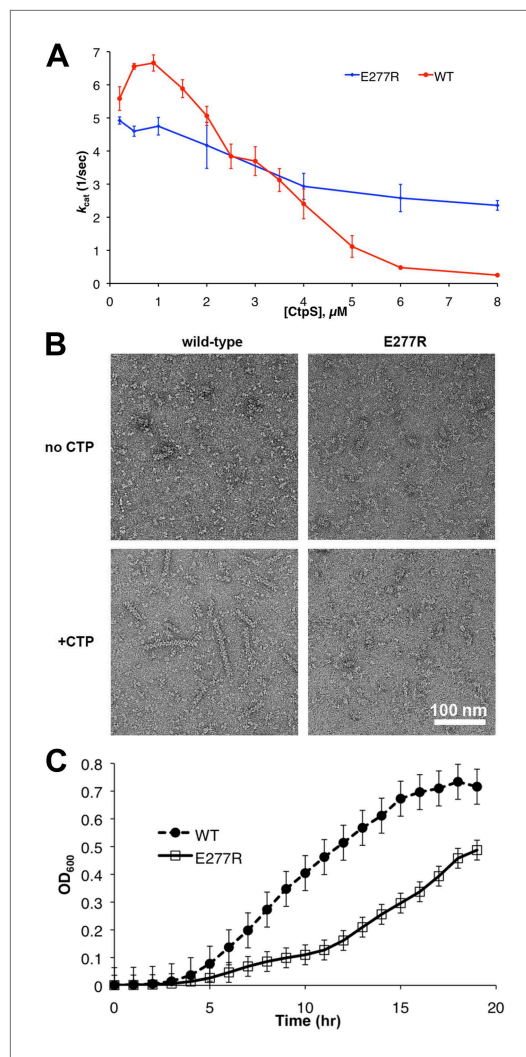 A
E277R WT
7
6
5
4
3
2
1
0
kcat (1/sec)
0 1 2 3 4 5 6 7 8
[CtpS], µM
B
wild-type E277R
no CTP
+CTP
100 nm
C
0.8
0.7
0.6
0.5
0.4
0.3
0.2
0.1
0
OD600
WT
E277R
0 5 10 15 20
Time (hr)